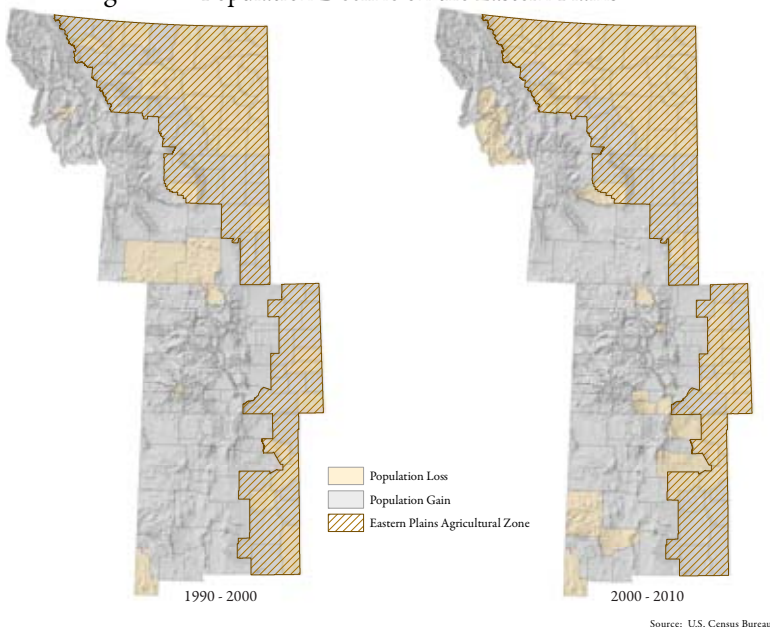 Population Loss
Population Gain
Eastern Plains Agricultural Zone
1990 - 2000
2000 - 2010
Source: U.S. Census Bureau